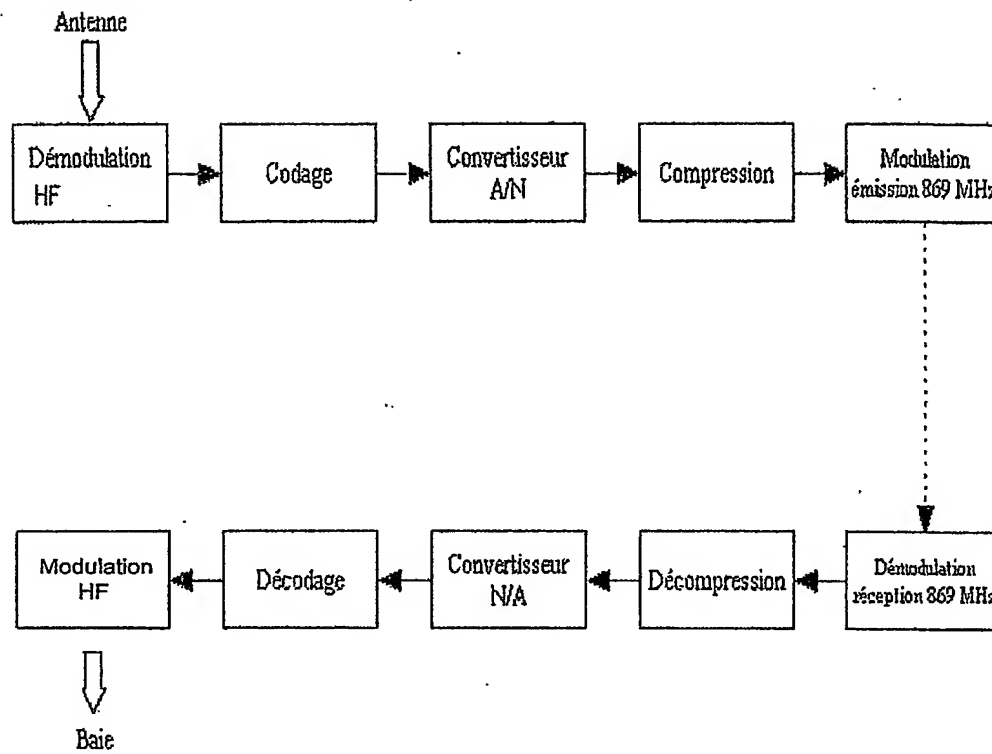 Antenne
Démodulation
HF
Codage
Convertisseur
A/N
Compression
Modulation
émission 869 MHz
Modulation
HF
Décodage
Convertisseur
N/A
Décompression
Démodulation
réception 869 MHz
Baie